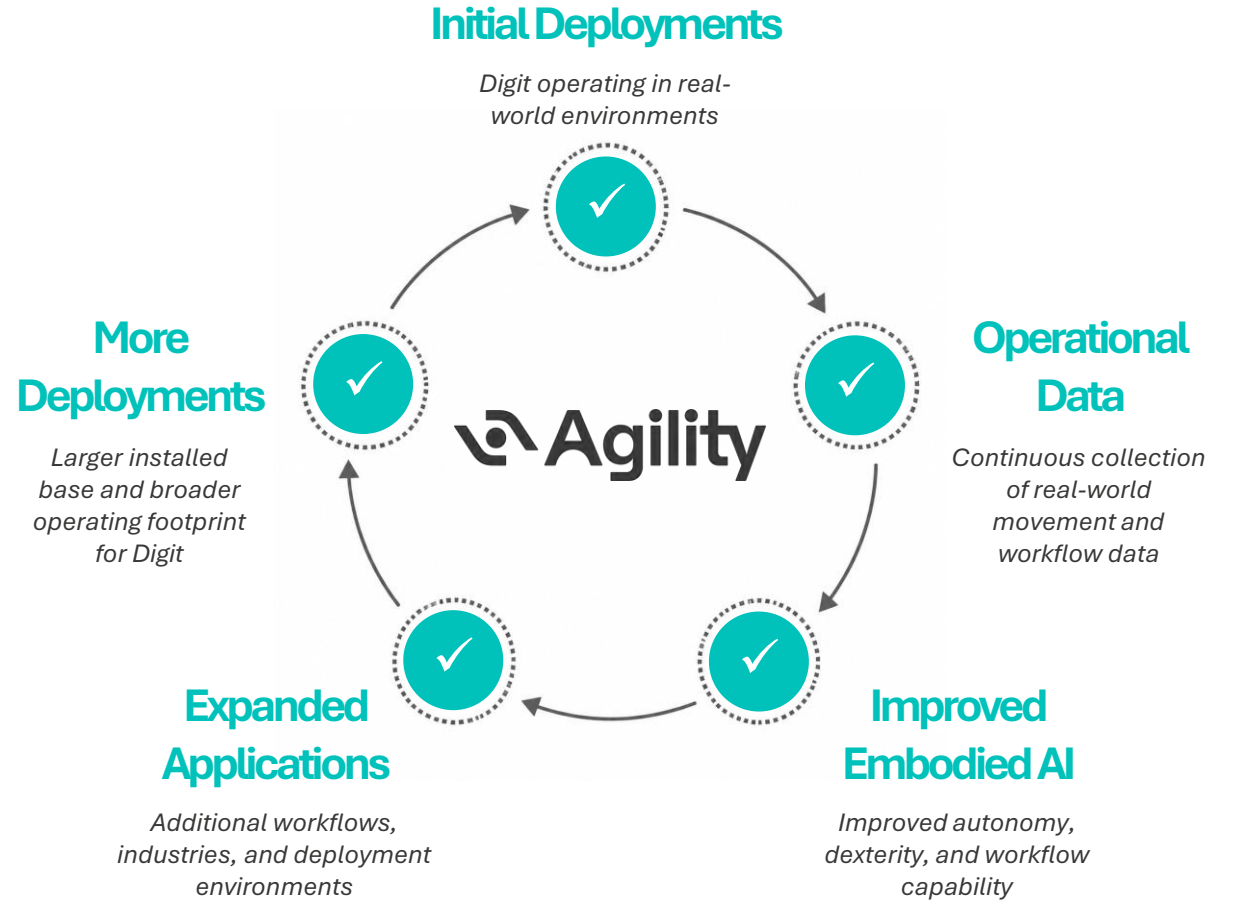 Initial Deployments
Digit operating in real-
world environments
Operational
Data
Continuous collection
of real-world
movement and
workflow data
Improved
Embodied AI
Improved autonomy,
dexterity, and workflow
capability
Expanded
Applications
Additional workflows,
industries, and deployment
environments
More
Deployments
Larger installed
base and broader
operating footprint
for Digit
Agility